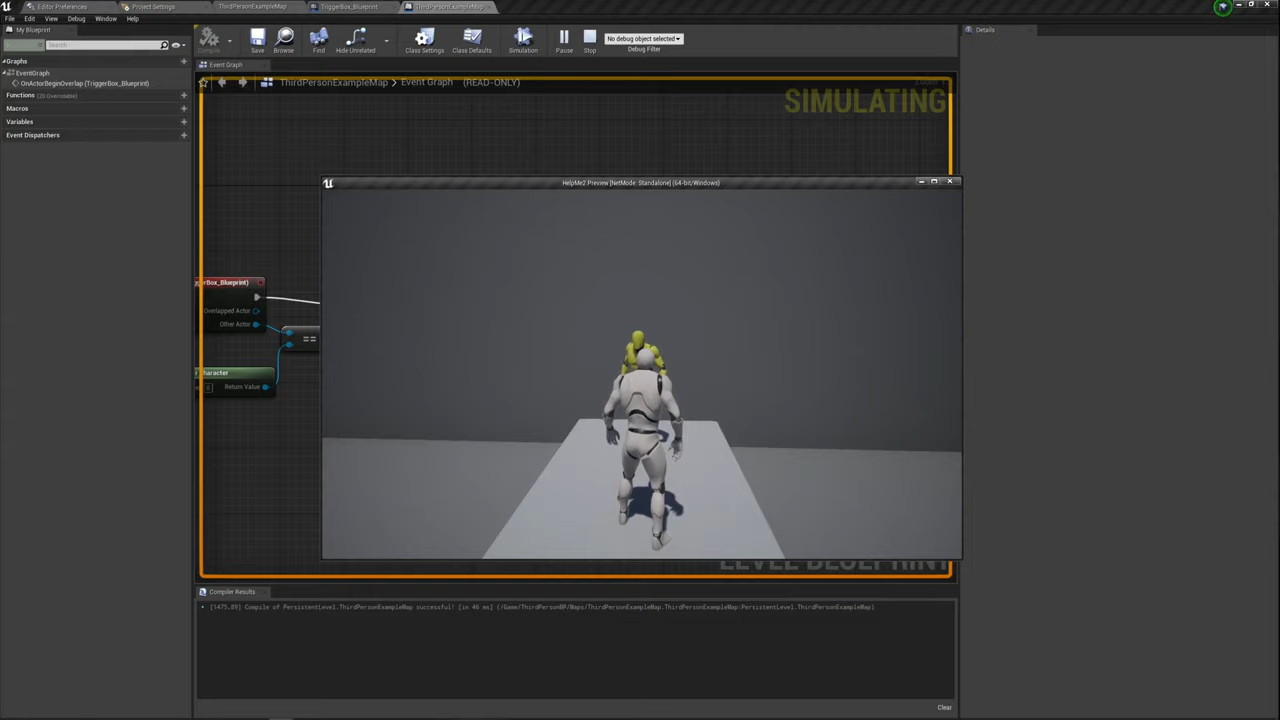 Editor Preferences
Project Settings
ThirdPersonExampleMap
TriggerBox_Blueprint
ThirdPersonExampleMap
File Edit View Debug Window Help
My Blueprint
Search
Graphs
EventGraph
OnActorBeginOverlap (TriggerBox_Blueprint)
Functions (20 Overridable)
Macros
Variables
Event Dispatchers
Compile
Save
Browse
Find
Hide Unrelated
Class Settings
Class Defaults
Simulation
Pause
Stop
No debug object selected
Debug Filter
Event Graph
ThirdPersonExampleMap > Event Graph (READ-ONLY)
SIMULATING
HelpMe2 Preview [NetMode: Standalone] (64-bit/Windows)
Box_Blueprint)
Overlapped Actor
Other Actor
==
Character
Return Value
LEVEL BLUEPRINT
Compiler Results
[1475.89] Compile of PersistentLevel.ThirdPersonExampleMap successful! [in 46 ms] (/Game/ThirdPersonBP/Maps/ThirdPersonExampleMap.ThirdPersonExampleMap:PersistentLevel.ThirdPersonExampleMap)
Clear
Details